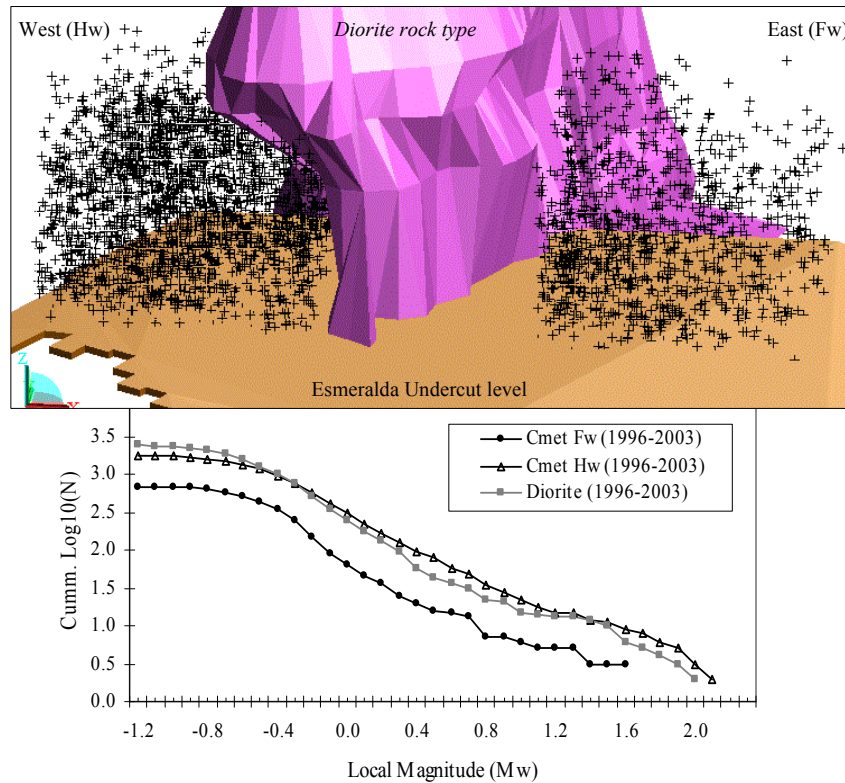 West (Hw) Diorite rock type East (Fw)
Z
X
Esmeralda Undercut level
3.5
3.0
2.5
2.0
1.5
1.0
0.5
0.0
Cumm. Log10(N)
Cmet Fw (1996-2003)
Cmet Hw (1996-2003)
Diorite (1996-2003)
-1.2 -0.8 -0.4 0.0 0.4 0.8 1.2 1.6 2.0
Local Magnitude (Mw)